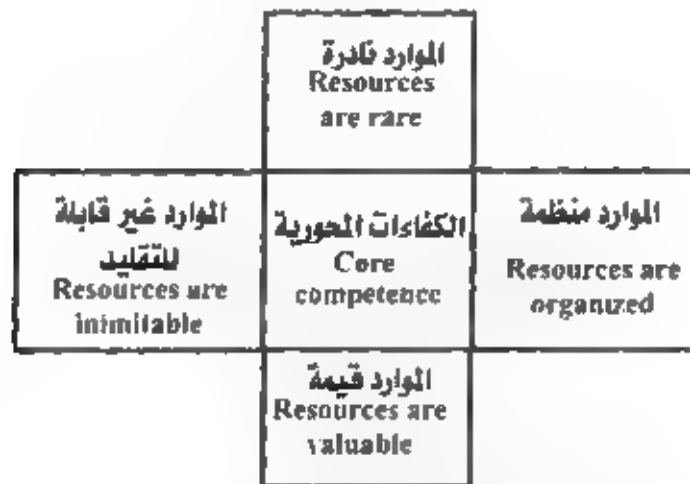 الموارد نادرة
Resources
are rare
الموارد غير قابلة
للتقليد
Resources are
inimitable
الكفاءات المحورية
Core
competence
الموارد منظمة
Resources are
organized
الموارد قيمة
Resources are
valuable